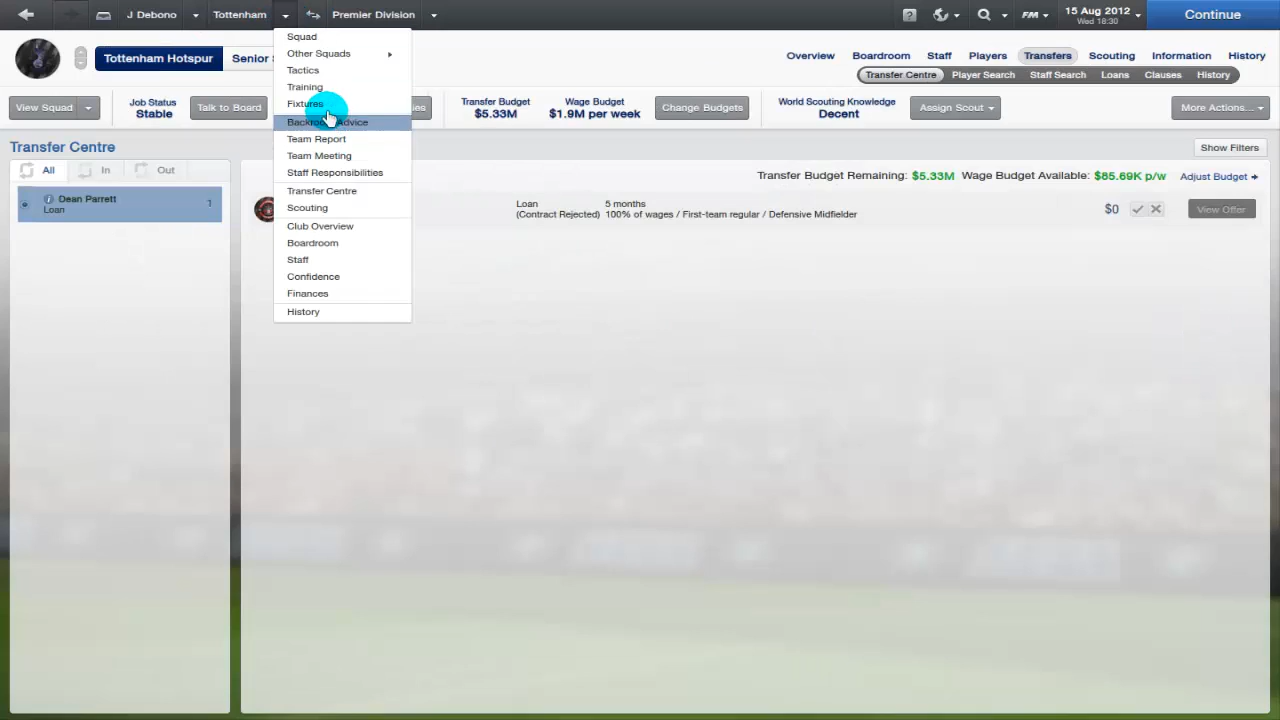 J Debono Tottenham Premier Division FM 15 Aug 2012 Wed 18:30 Continue
Tottenham Hotspur Senior
Overview Boardroom Staff Players Transfers Scouting Information History
Transfer Centre Player Search Staff Search Loans Clauses History
View Squad
Job Status
Stable
Talk to Board
Transfer Budget
$5.33M
Wage Budget
$1.9M per week
Change Budgets
World Scouting Knowledge
Decent
Assign Scout
More Actions...
Squad
Other Squads
Tactics
Training
Fixtures
Backroom Advice
Team Report
Team Meeting
Staff Responsibilities
Transfer Centre
Scouting
Club Overview
Boardroom
Staff
Confidence
Finances
History
Transfer Centre
Show Filters
All In Out
Transfer Budget Remaining: $5.33M Wage Budget Available: $85.69K p/w Adjust Budget
Dean Parrett 1
Loan
Loan 5 months
(Contract Rejected) 100% of wages / First-team regular / Defensive Midfielder
$0
View Offer